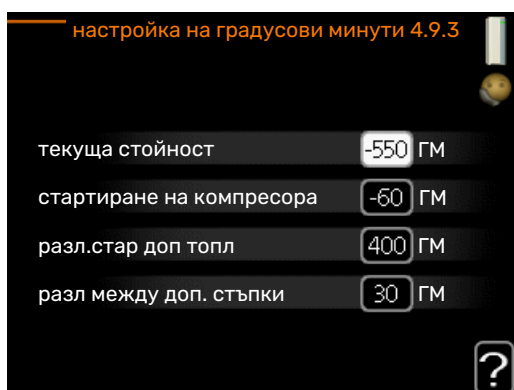 настройка на градусови минути 4.9.3
текуща стойност -550 ГМ
стартиране на компресора -60 ГМ
разл.стар доп топл 400 ГМ
разл между доп. стъпки 30 ГМ
?